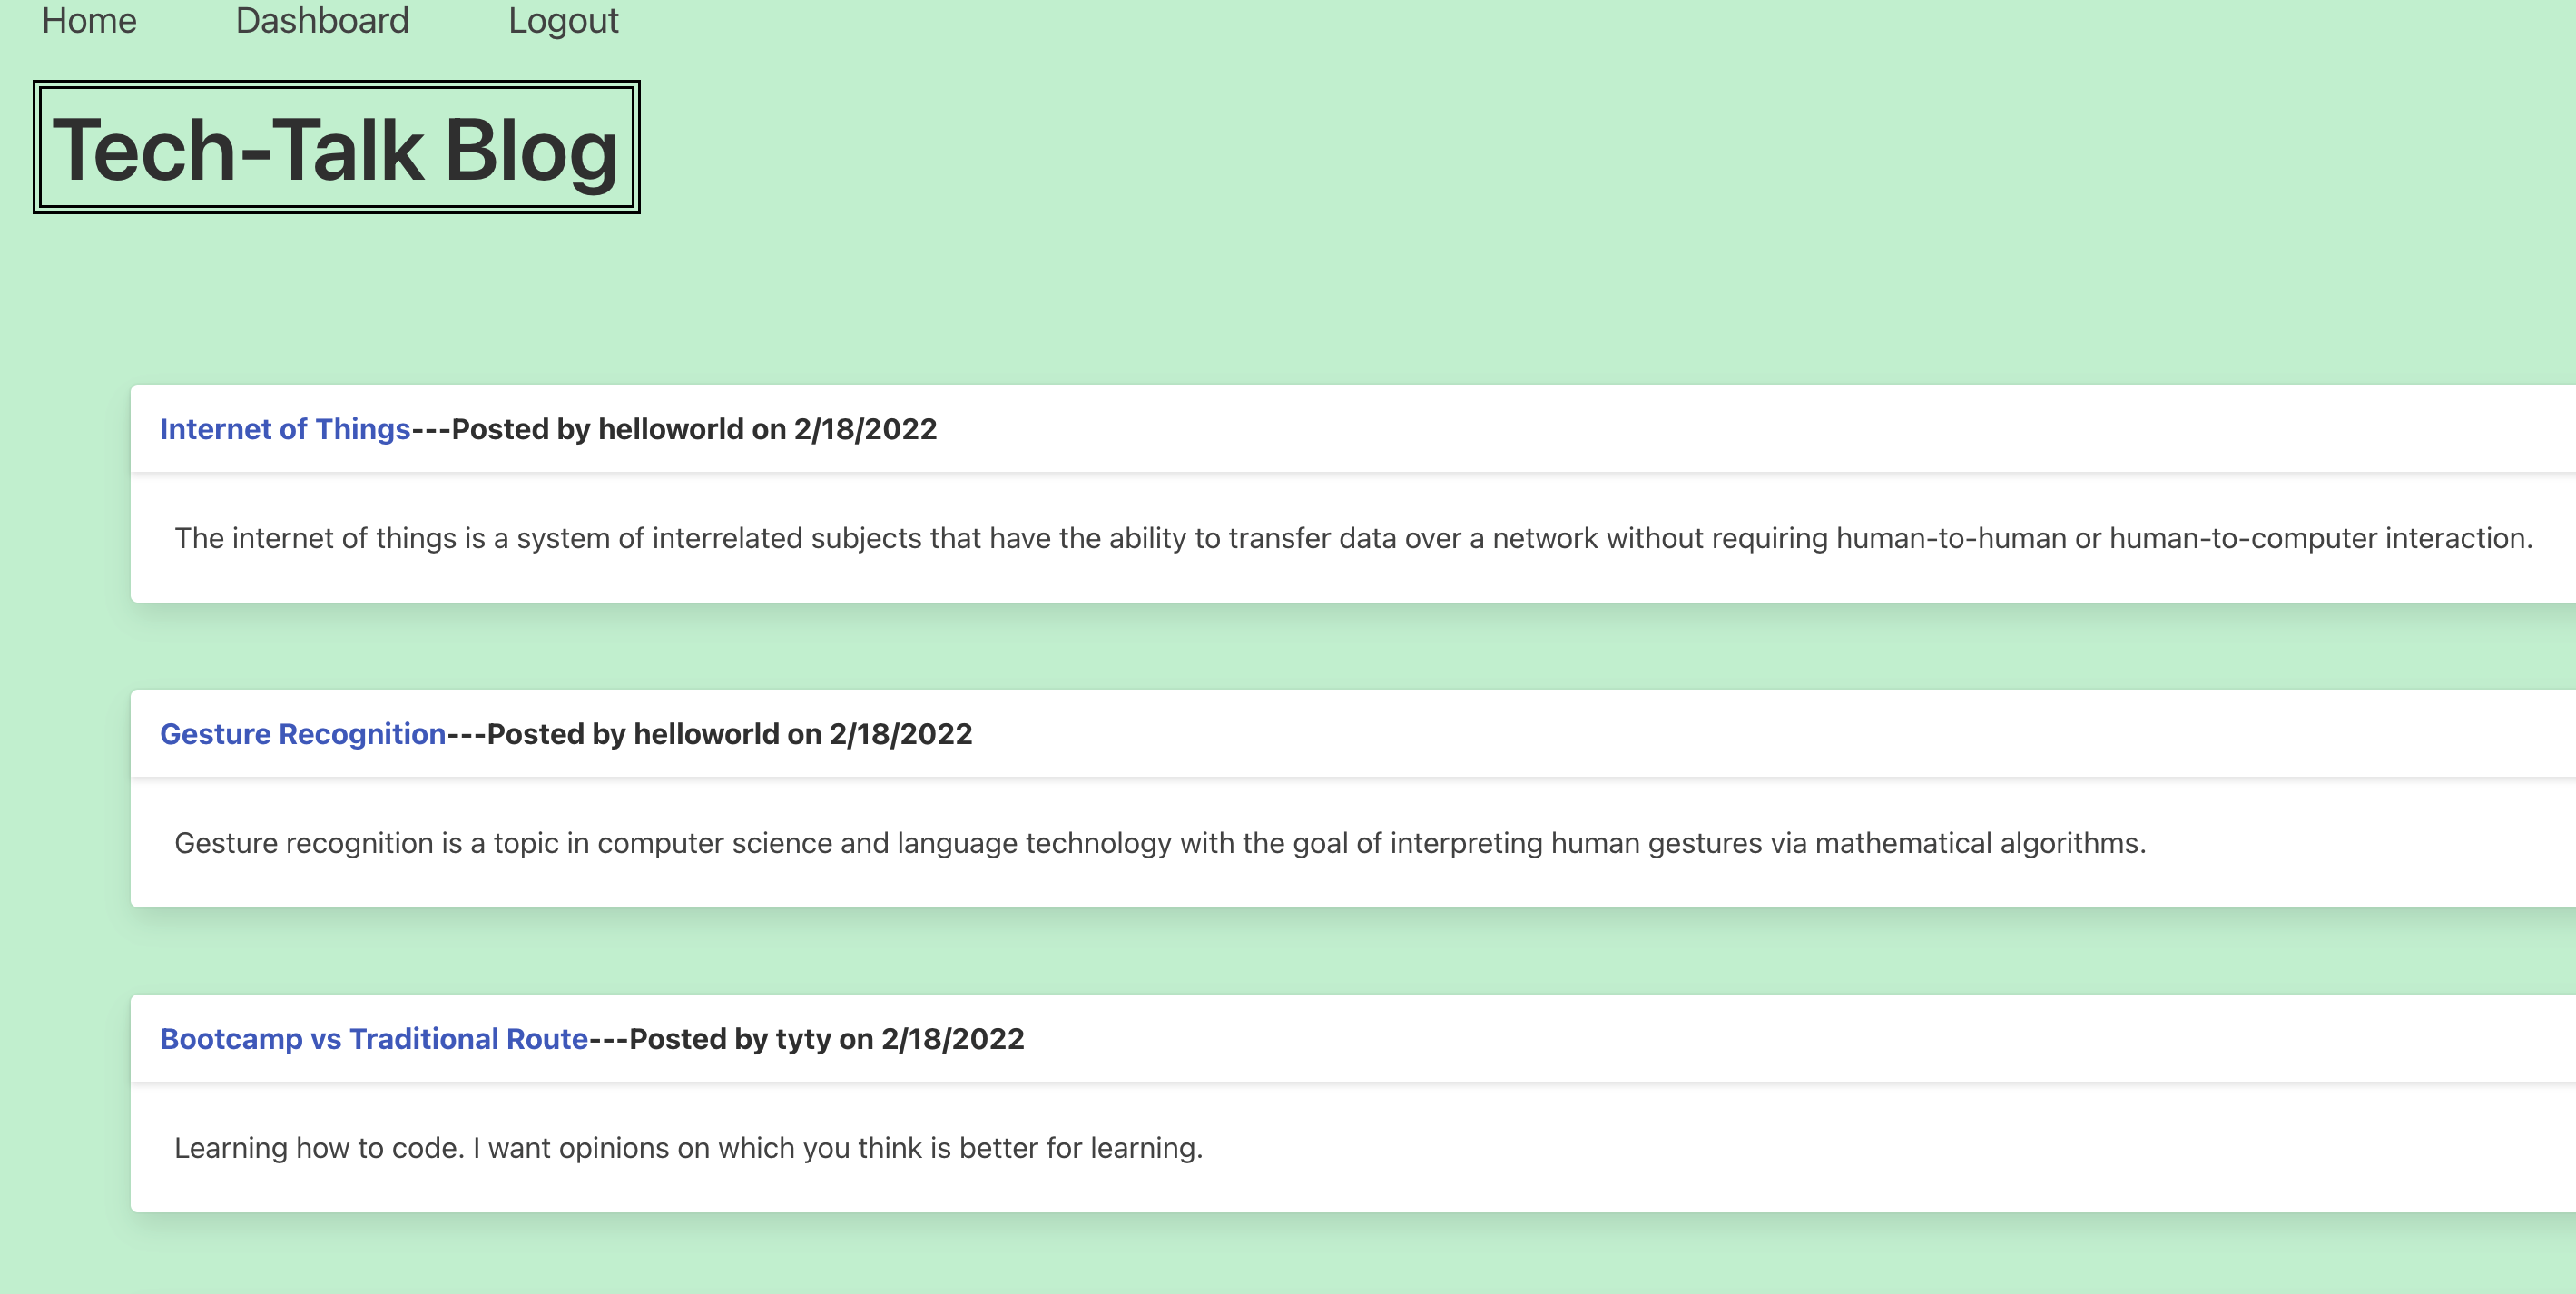 Home Dashboard Logout
Tech-Talk Blog
Internet of Things---Posted by helloworld on 2/18/2022
The internet of things is a system of interrelated subjects that have the ability to transfer data over a network without requiring human-to-human or human-to-computer interaction.
Gesture Recognition---Posted by helloworld on 2/18/2022
Gesture recognition is a topic in computer science and language technology with the goal of interpreting human gestures via mathematical algorithms.
Bootcamp vs Traditional Route---Posted by tyty on 2/18/2022
Learning how to code. I want opinions on which you think is better for learning.